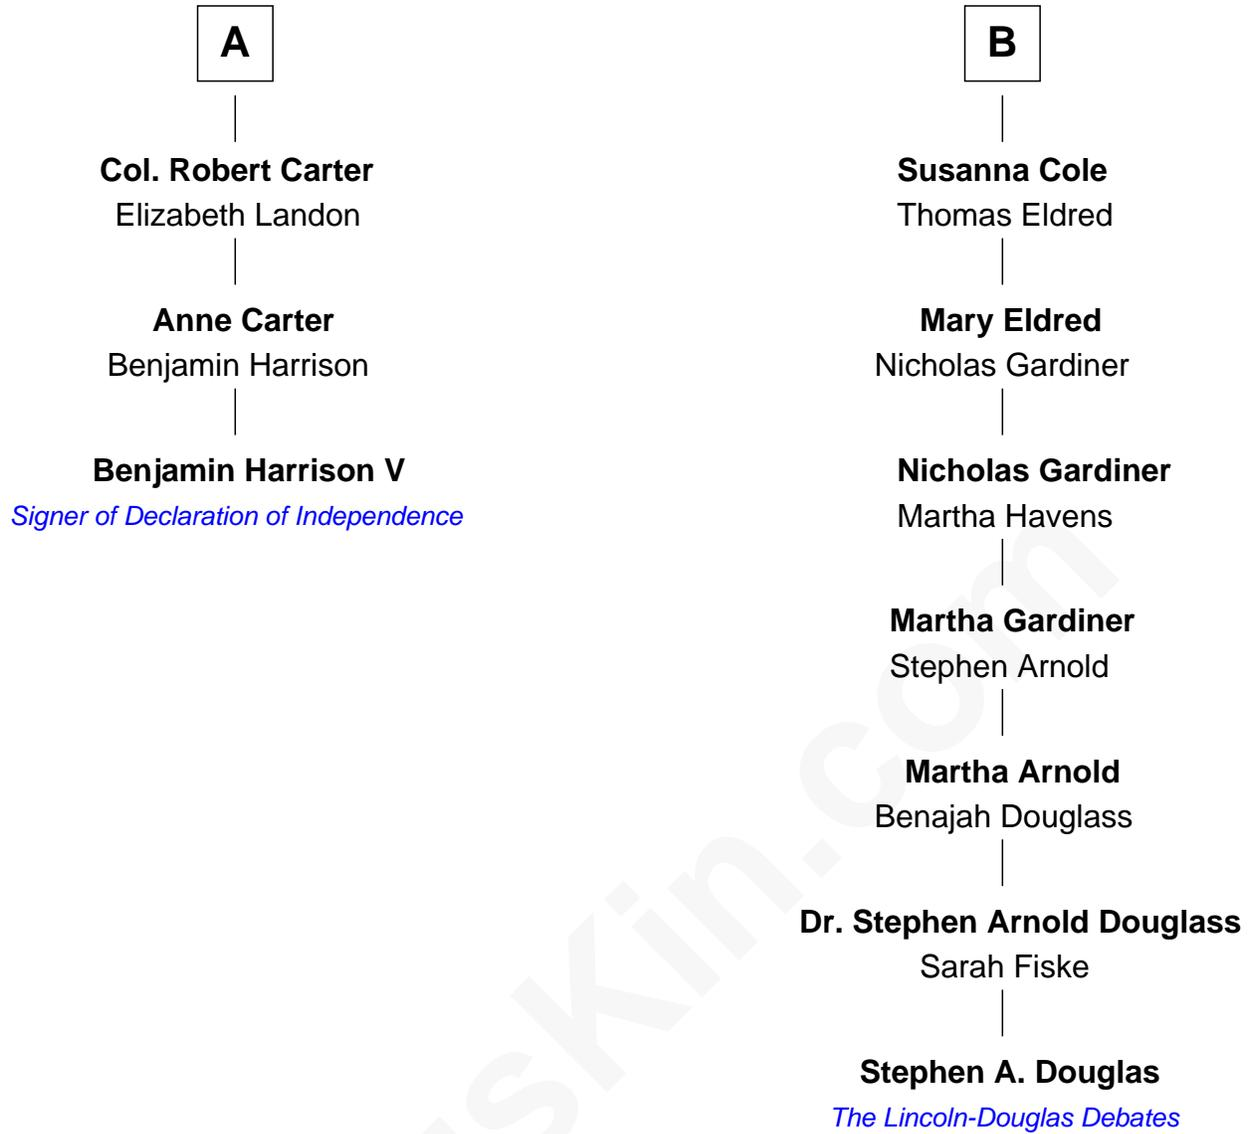 A
Col. Robert Carter
Elizabeth Landon
Anne Carter
Benjamin Harrison
Benjamin Harrison V
Signer of Declaration of Independence
B
Susanna Cole
Thomas Eldred
Mary Eldred
Nicholas Gardiner
Nicholas Gardiner
Martha Havens
Martha Gardiner
Stephen Arnold
Martha Arnold
Benajah Douglass
Dr. Stephen Arnold Douglass
Sarah Fiske
Stephen A. Douglas
The Lincoln-Douglas Debates
sKin.com